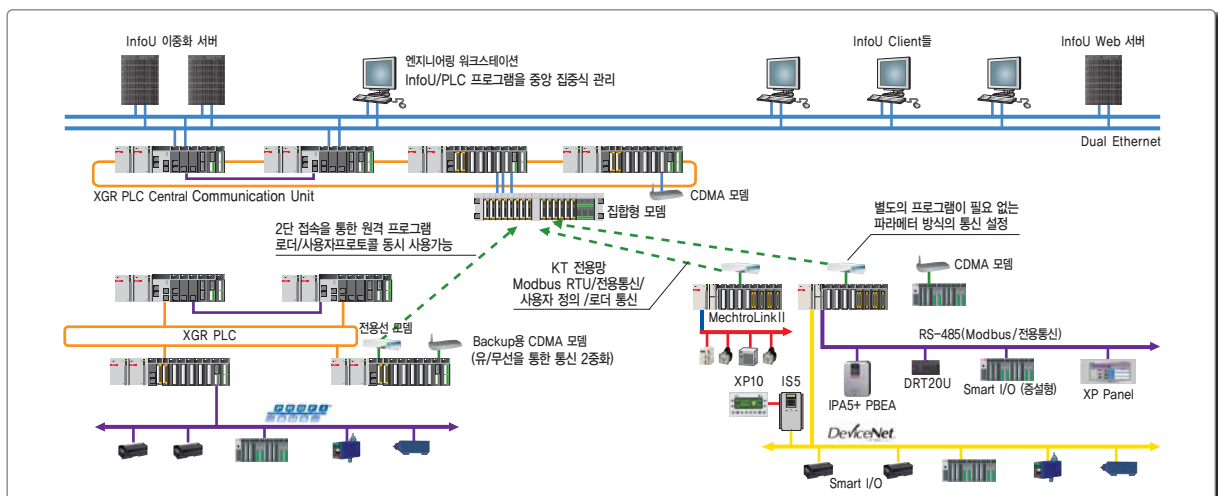 InfoU 이중화 서버
엔지니어링 워크스테이션
InfoU/PLC 프로그램을 중앙 집중식 관리
InfoU Client들
InfoU Web 서버
Dual Ethernet
XGR PLC Central Communication Unit
CDMA 모뎀
집합형 모뎀
2단 접속을 통한 원격 프로그램
로더/사용자프로토콜 동시 사용가능
별도의 프로그램이 필요 없는
파라메터 방식의 통신 설정
KT 전용망
Modbus RTU/전용통신/
사용자 정의 /로더 통신
CDMA 모뎀
MechtroLinkII
XGR PLC
전용선 모뎀
Backup용 CDMA 모뎀
(유/무선을 통한 통신 2중화)
RS-485(Modbus/전용통신)
XP10
IS5
IPA5+ PBEA
DRT20U
Smart I/O (증설형)
XP Panel
PROFI
BUS
DeviceNet
Smart I/O